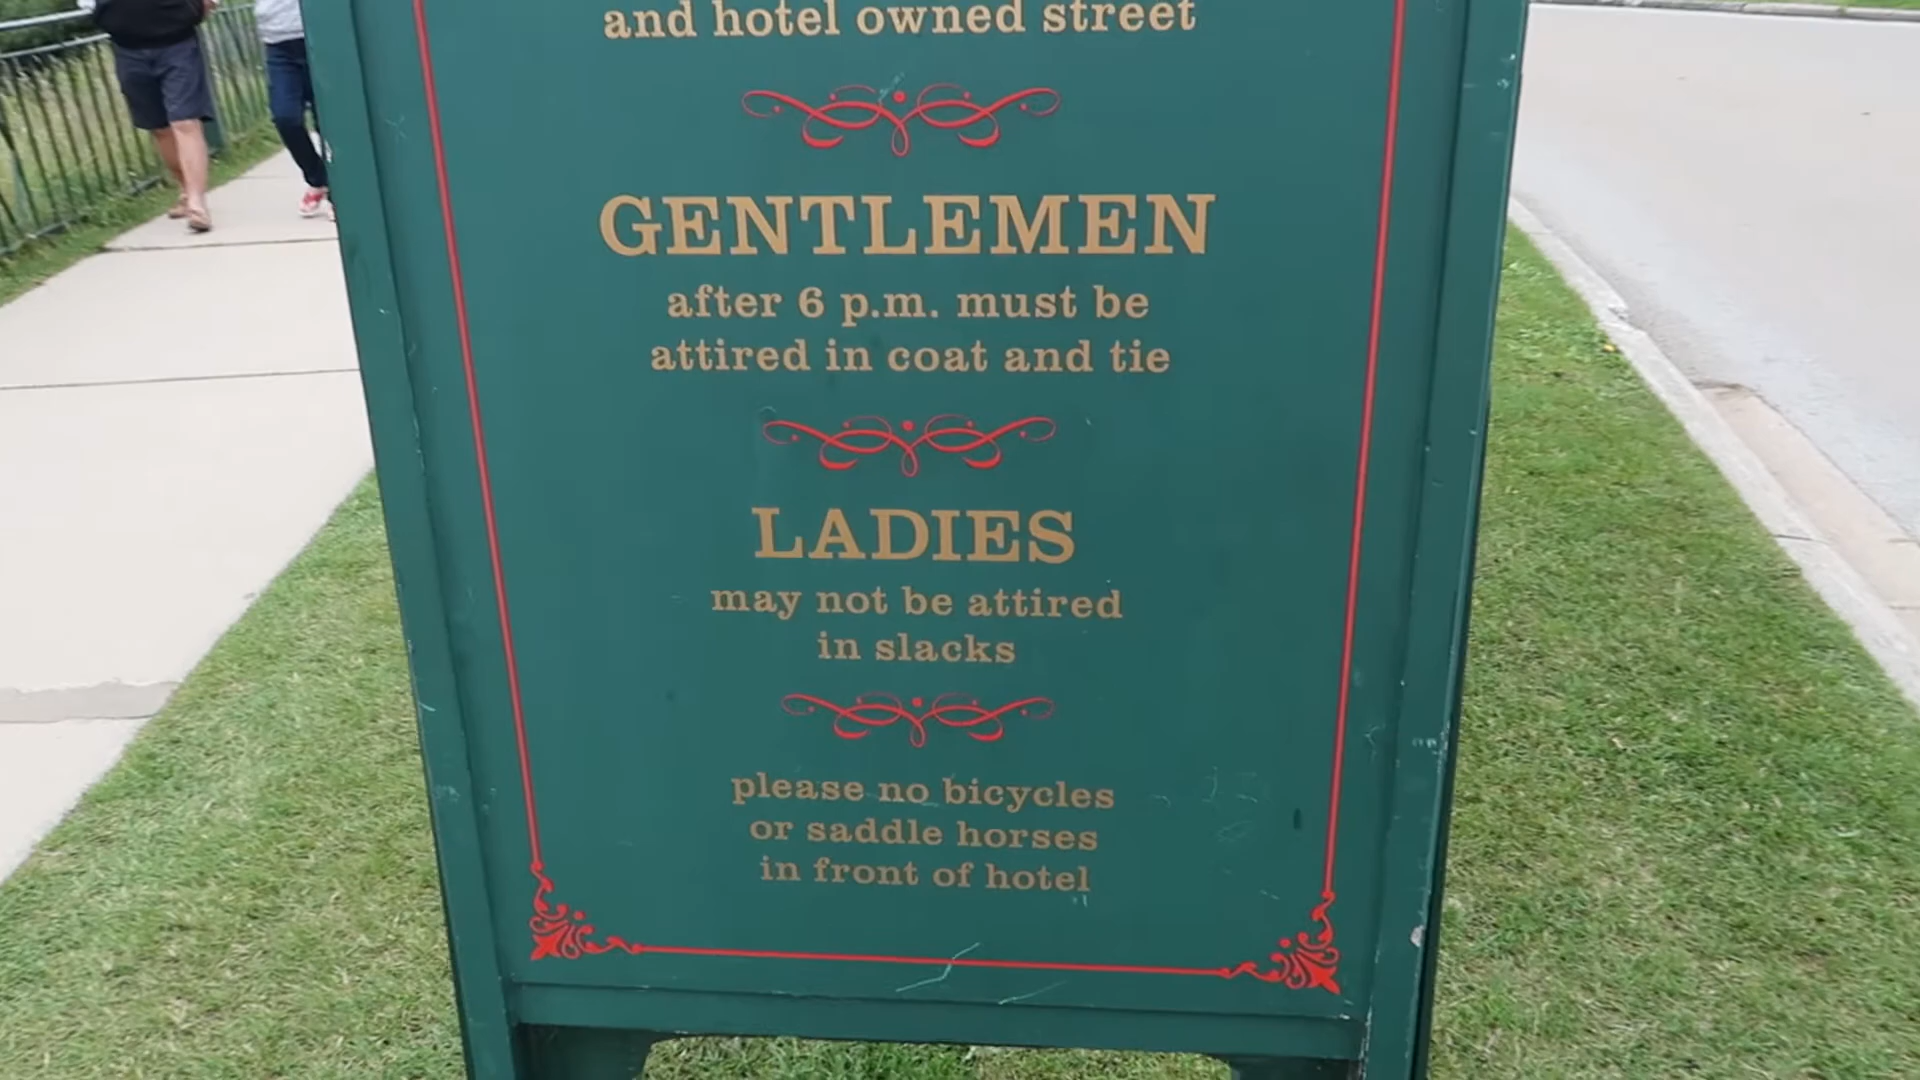 and hotel owned street
GENTLEMEN
after 6 p.m. must be
attired in coat and tie
LADIES
may not be attired
in slacks
please no bicycles
or saddle horses
in front of hotel